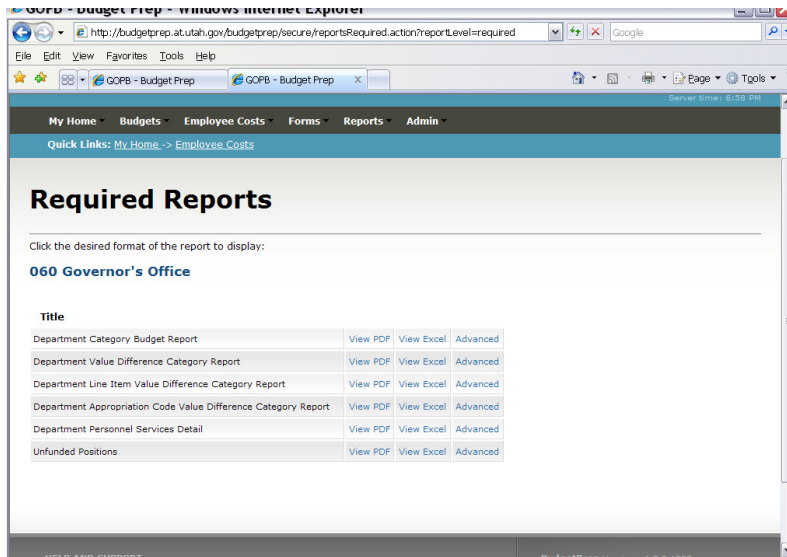 GOPB - Budget Prep - Windows Internet Explorer
http://budgetprep.at.utah.gov/budgetprep/secure/reportsRequired.action?reportLevel=required
Google
File Edit View Favorites Tools Help
GOPB - Budget Prep
GOPB - Budget Prep
Page Tools
Server time: 6:58 PM
My Home Budgets Employee Costs Forms Reports Admin
Quick Links: My Home -> Employee Costs
Required Reports
Click the desired format of the report to display:
060 Governor's Office
Title
Department Category Budget Report View PDF View Excel Advanced
Department Value Difference Category Report View PDF View Excel Advanced
Department Line Item Value Difference Category Report View PDF View Excel Advanced
Department Appropriation Code Value Difference Category Report View PDF View Excel Advanced
Department Personnel Services Detail View PDF View Excel Advanced
Unfunded Positions View PDF View Excel Advanced
HELP AND SUPPORT